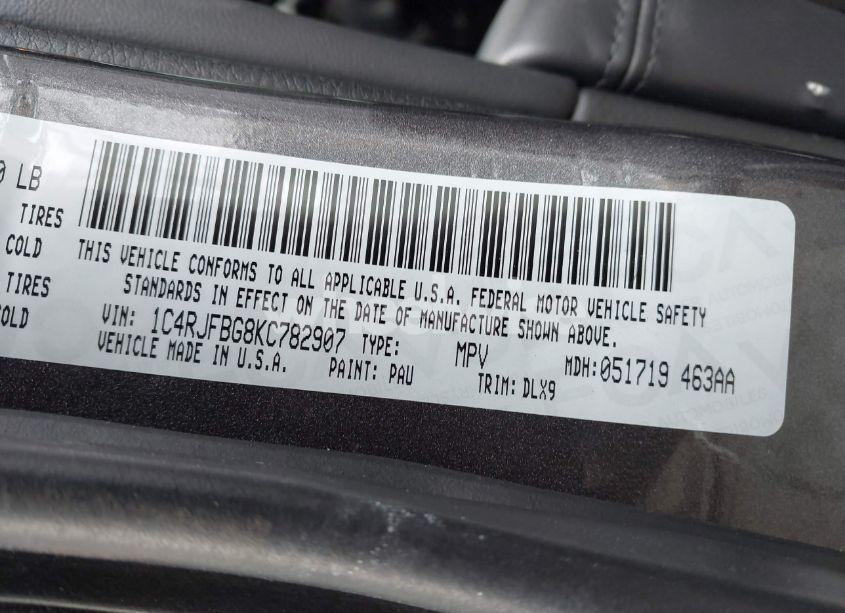 0 LB
TIRES
COLD
TIRES
COLD
THIS VEHICLE CONFORMS TO ALL APPLICABLE U.S.A. FEDERAL MOTOR VEHICLE SAFETY
STANDARDS IN EFFECT ON THE DATE OF MANUFACTURE SHOWN ABOVE.
VIN: 1C4RJFBG8KC782907 TYPE: MPV MDH:051719 463AA
VEHICLE MADE IN U.S.A. PAINT: PAU TRIM: DLX9